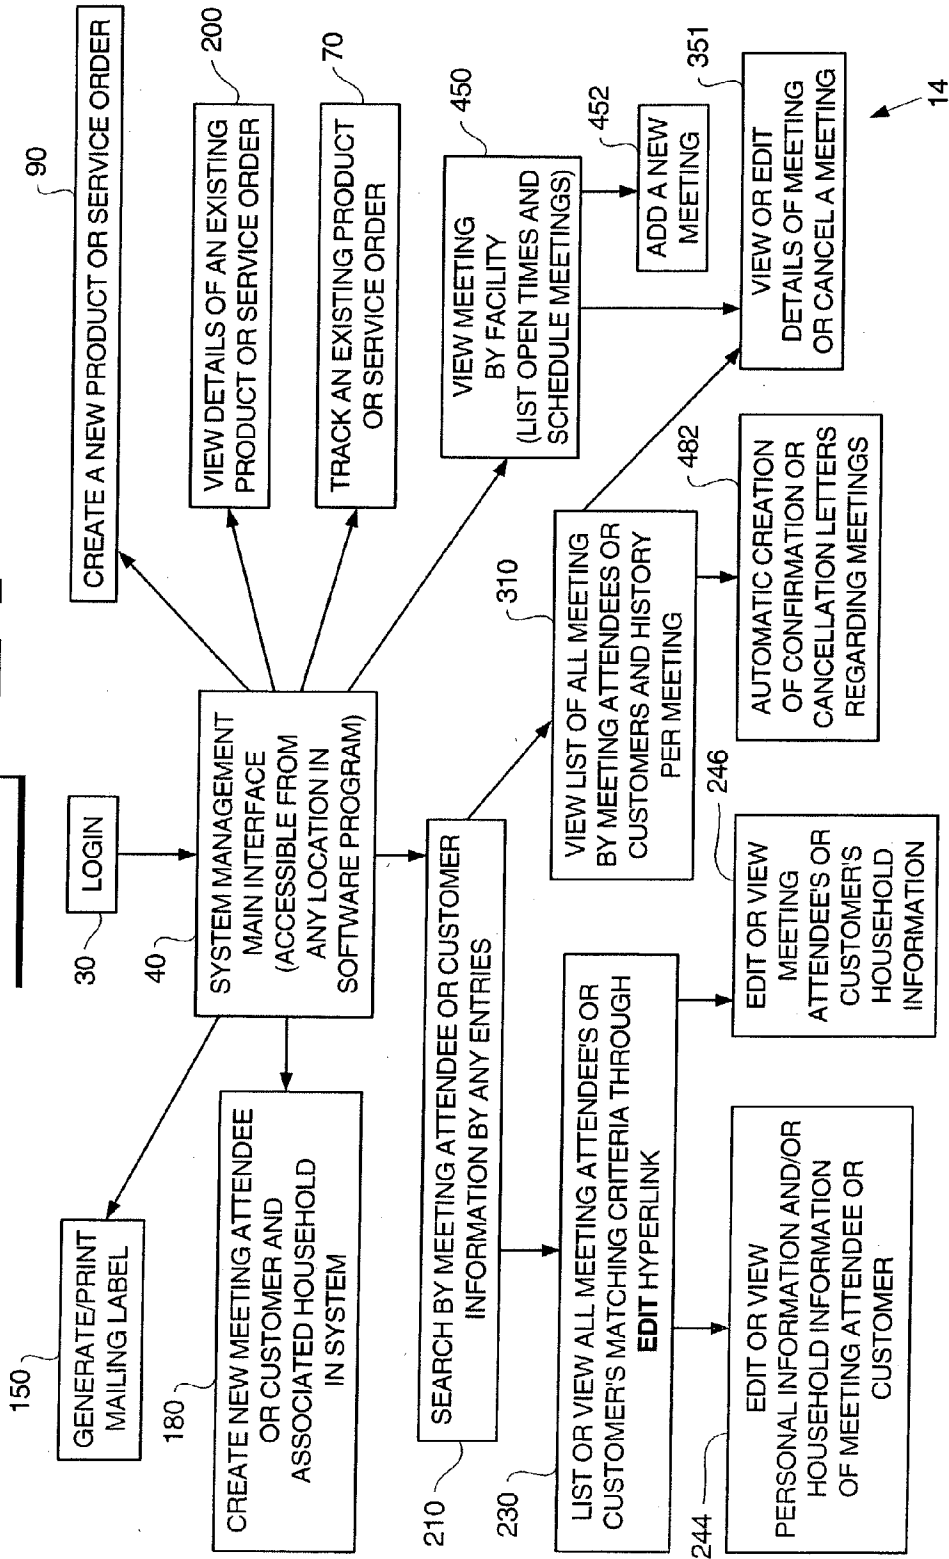 30
LOGIN
40
SYSTEM MANAGEMENT
MAIN INTERFACE
(ACCESSIBLE FROM
ANY LOCATION IN
SOFTWARE PROGRAM)
150
GENERATE/PRINT
MAILING LABEL
180
CREATE NEW MEETING ATTENDEE
OR CUSTOMER AND
ASSOCIATED HOUSEHOLD
IN SYSTEM
90
CREATE A NEW PRODUCT OR SERVICE ORDER
200
VIEW DETAILS OF AN EXISTING
PRODUCT OR SERVICE ORDER
70
TRACK AN EXISTING PRODUCT
OR SERVICE ORDER
450
VIEW MEETING
BY FACILITY
(LIST OPEN TIMES AND
SCHEDULE MEETINGS)
452
ADD A NEW
MEETING
210
SEARCH BY MEETING ATTENDEE OR CUSTOMER
INFORMATION BY ANY ENTRIES
230
LIST OR VIEW ALL MEETING ATTENDEE'S OR
CUSTOMER'S MATCHING CRITERIA THROUGH
EDIT HYPERLINK
310
VIEW LIST OF ALL MEETING
BY MEETING ATTENDEES OR
CUSTOMERS AND HISTORY
PER MEETING
244
EDIT OR VIEW
PERSONAL INFORMATION AND/OR
HOUSEHOLD INFORMATION
OF MEETING ATTENDEE OR
CUSTOMER
246
EDIT OR VIEW
MEETING
ATTENDEE'S OR
CUSTOMER'S
HOUSEHOLD
INFORMATION
482
AUTOMATIC CREATION
OF CONFIRMATION OR
CANCELLATION LETTERS
REGARDING MEETINGS
351
VIEW OR EDIT
DETAILS OF MEETING
OR CANCEL A MEETING
14